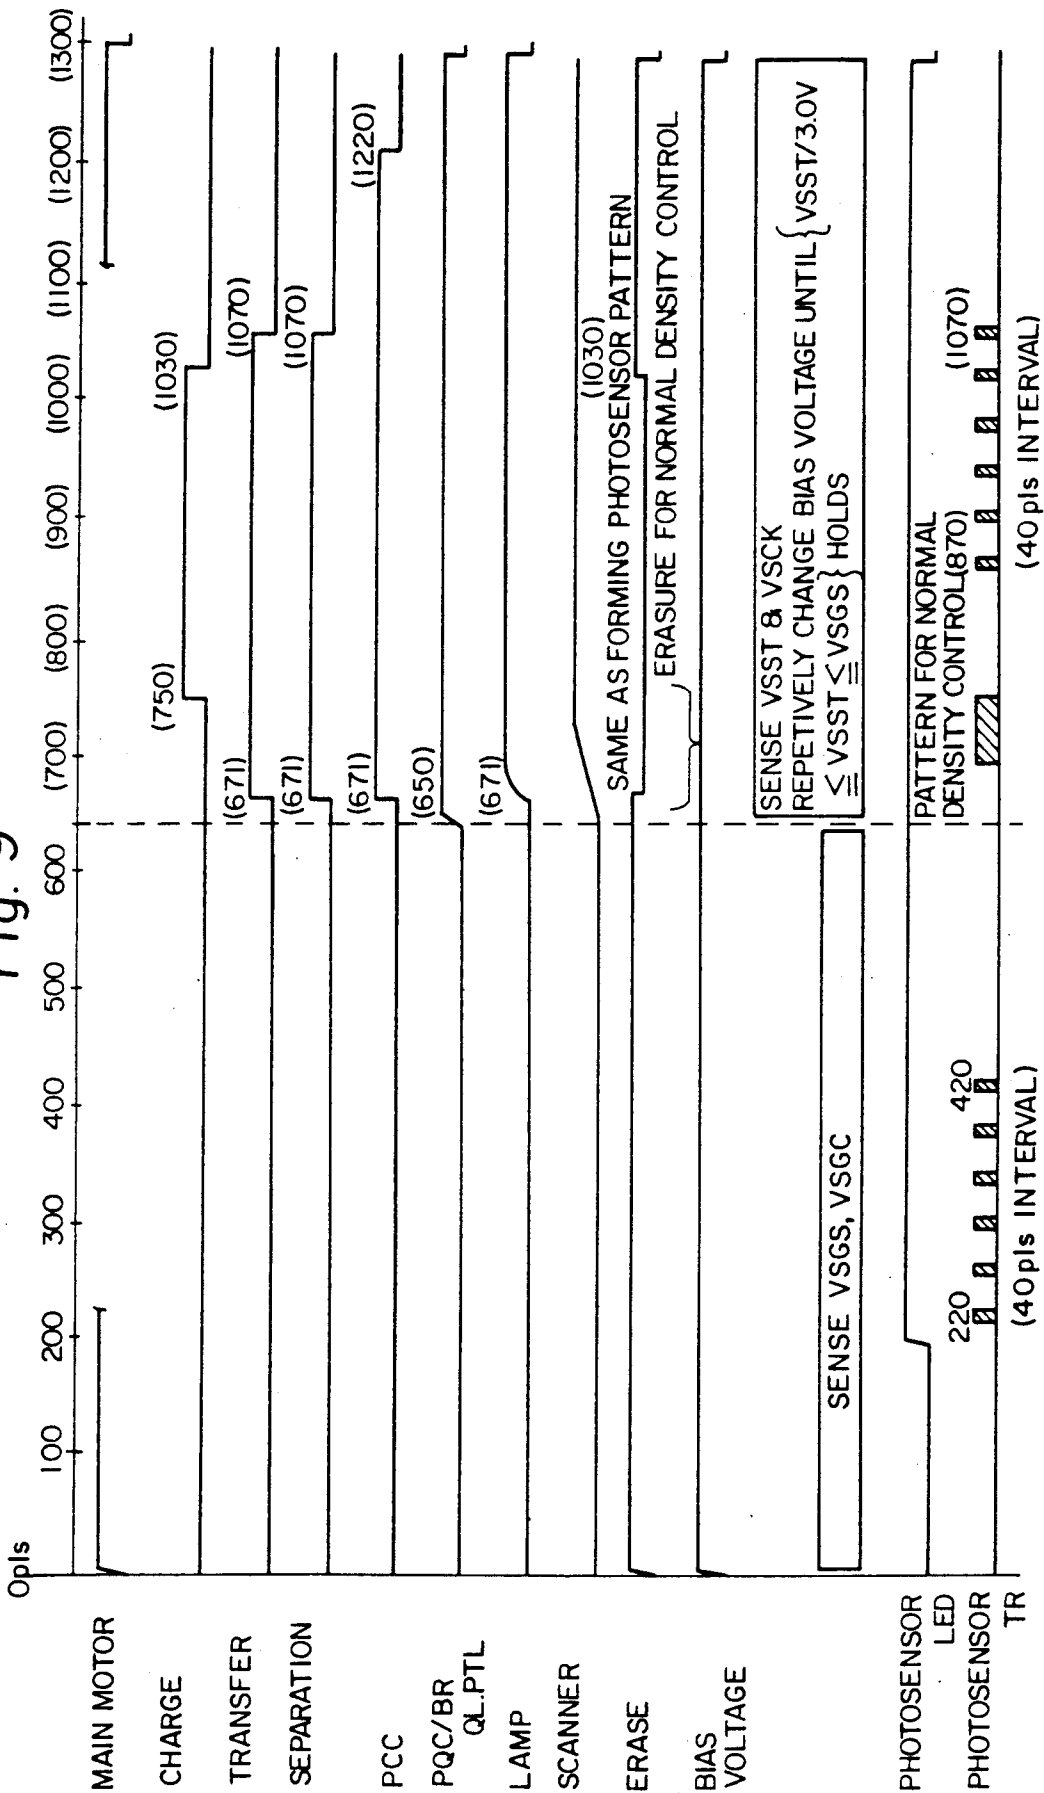 Fig. 9
0pls
100
200
300
400
500
600
(700)
(800)
(900)
(1000)
(1100)
(1200)
(1300)
MAIN MOTOR
CHARGE
(750)
(1030)
TRANSFER
(671)
(1070)
SEPARATION
(671)
(1070)
PCC
(671)
(1220)
PQC/BR
QL.PTL
(650)
LAMP
(671)
SCANNER
(1030)
ERASE
SAME AS FORMING PHOTOSENSOR PATTERN
ERASURE FOR NORMAL DENSITY CONTROL
BIAS
VOLTAGE
SENSE VSGS, VSGC
SENSE VSST & VSCK
REPETIVELY CHANGE BIAS VOLTAGE UNTIL {VSST/3.0V
≦ VSST ≦ VSGS} HOLDS
PHOTOSENSOR
LED
PATTERN FOR NORMAL
DENSITY CONTROL (870)
(1070)
PHOTOSENSOR
TR
220
420
(40pls INTERVAL)
(40pls INTERVAL)